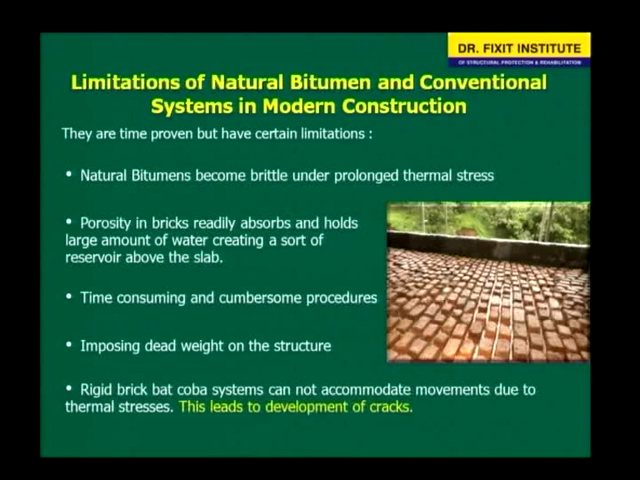 DR. FIXIT INSTITUTE
OF STRUCTURAL PROTECTION & REHABILITATION
Limitations of Natural Bitumen and Conventional
Systems in Modern Construction
They are time proven but have certain limitations :
• Natural Bitumens become brittle under prolonged thermal stress
• Porosity in bricks readily absorbs and holds
large amount of water creating a sort of
reservoir above the slab.
• Time consuming and cumbersome procedures
• Imposing dead weight on the structure
• Rigid brick bat coba systems can not accommodate movements due to
thermal stresses. This leads to development of cracks.